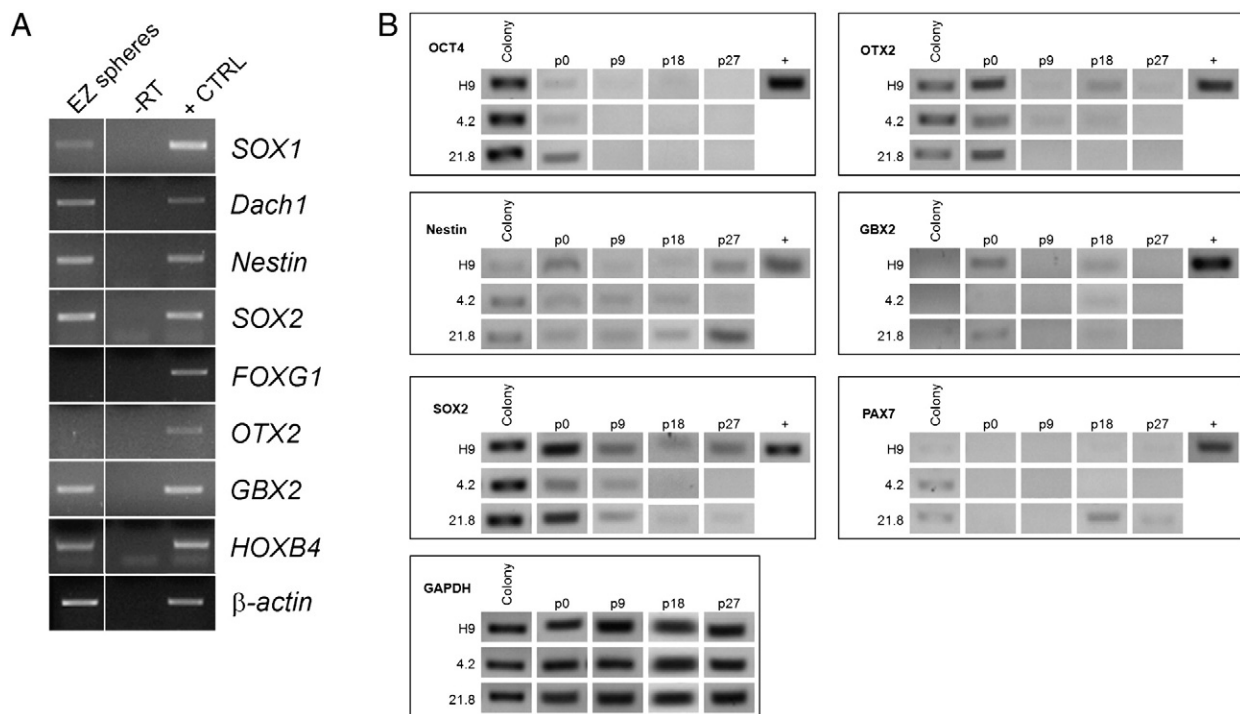 A
EZ spheres
-RT
+ CTRL
SOX1
Dach1
Nestin
SOX2
FOXG1
OTX2
GBX2
HOXB4
β-actin
B
OCT4
Colony
p0 p9 p18 p27 +
H9
4.2
21.8
OTX2
Colony
p0 p9 p18 p27 +
H9
4.2
21.8
Nestin
Colony
p0 p9 p18 p27 +
H9
4.2
21.8
GBX2
Colony
p0 p9 p18 p27 +
H9
4.2
21.8
SOX2
Colony
p0 p9 p18 p27 +
H9
4.2
21.8
PAX7
Colony
p0 p9 p18 p27 +
H9
4.2
21.8
GAPDH
Colony
p0 p9 p18 p27
H9
4.2
21.8